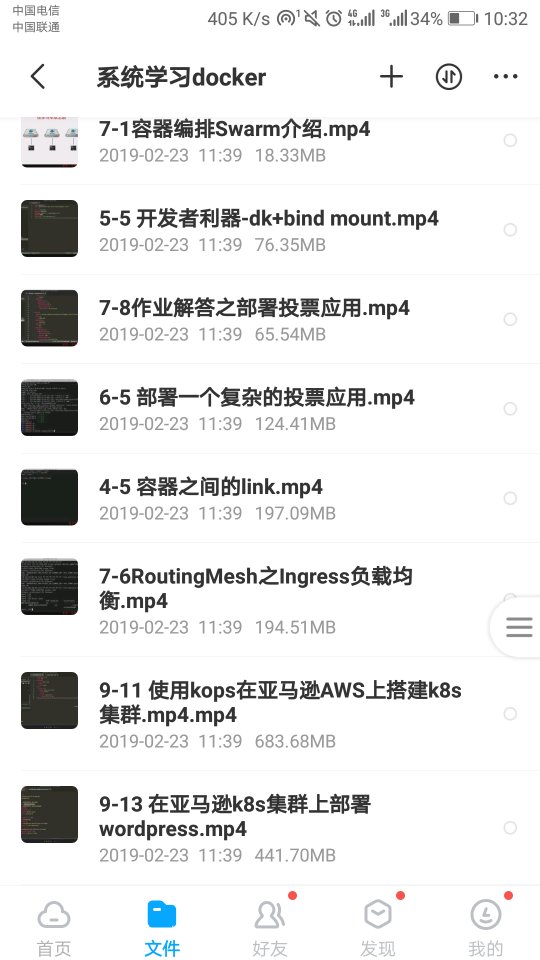 中国电信
中国联通
405 K/s 1 4G 3G 34% 10:32
系统学习docker
7-1容器编排Swarm介绍.mp4
2019-02-23 11:39 18.33MB
5-5 开发者利器-dk+bind mount.mp4
2019-02-23 11:39 76.35MB
7-8作业解答之部署投票应用.mp4
2019-02-23 11:39 65.54MB
6-5 部署一个复杂的投票应用.mp4
2019-02-23 11:39 124.41MB
4-5 容器之间的link.mp4
2019-02-23 11:39 197.09MB
7-6RoutingMesh之Ingress负载均
衡.mp4
2019-02-23 11:39 194.51MB
9-11 使用kops在亚马逊AWS上搭建k8s
集群.mp4.mp4
2019-02-23 11:39 683.68MB
9-13 在亚马逊k8s集群上部署
wordpress.mp4
2019-02-23 11:39 441.70MB
首页 文件 好友 发现 我的